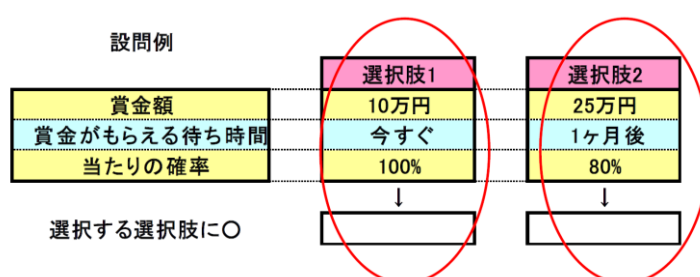 設問例
選択肢1 選択肢2
賞金額 10万円 25万円
賞金がもらえる待ち時間 今すぐ 1ヶ月後
当たりの確率 100% 80%
↓ ↓
選択する選択肢に〇